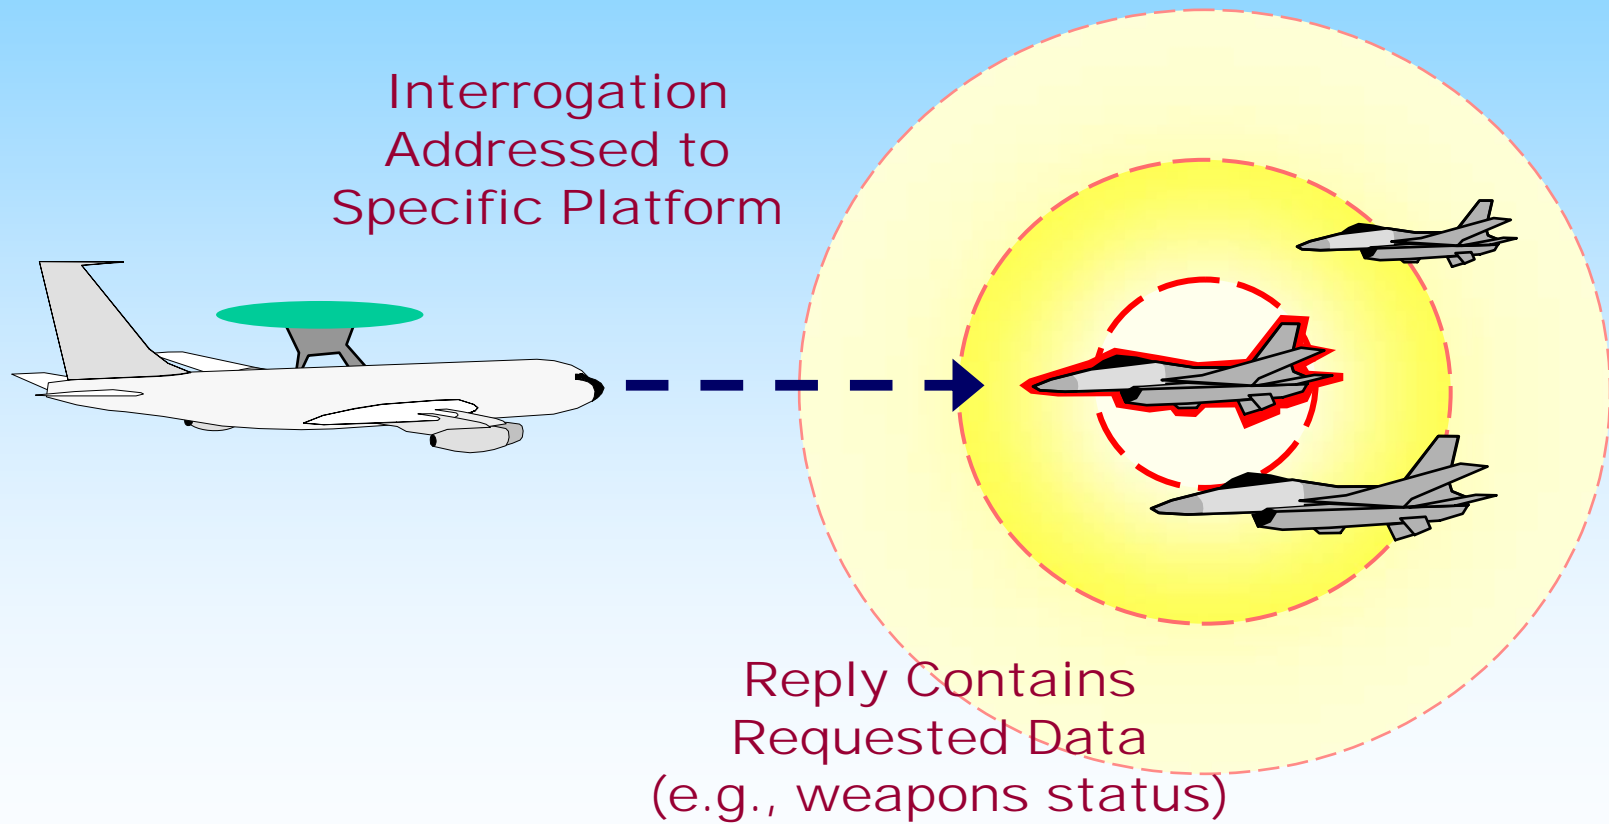 Interrogation
Addressed to
Specific Platform
Reply Contains
Requested Data
(e.g., weapons status)